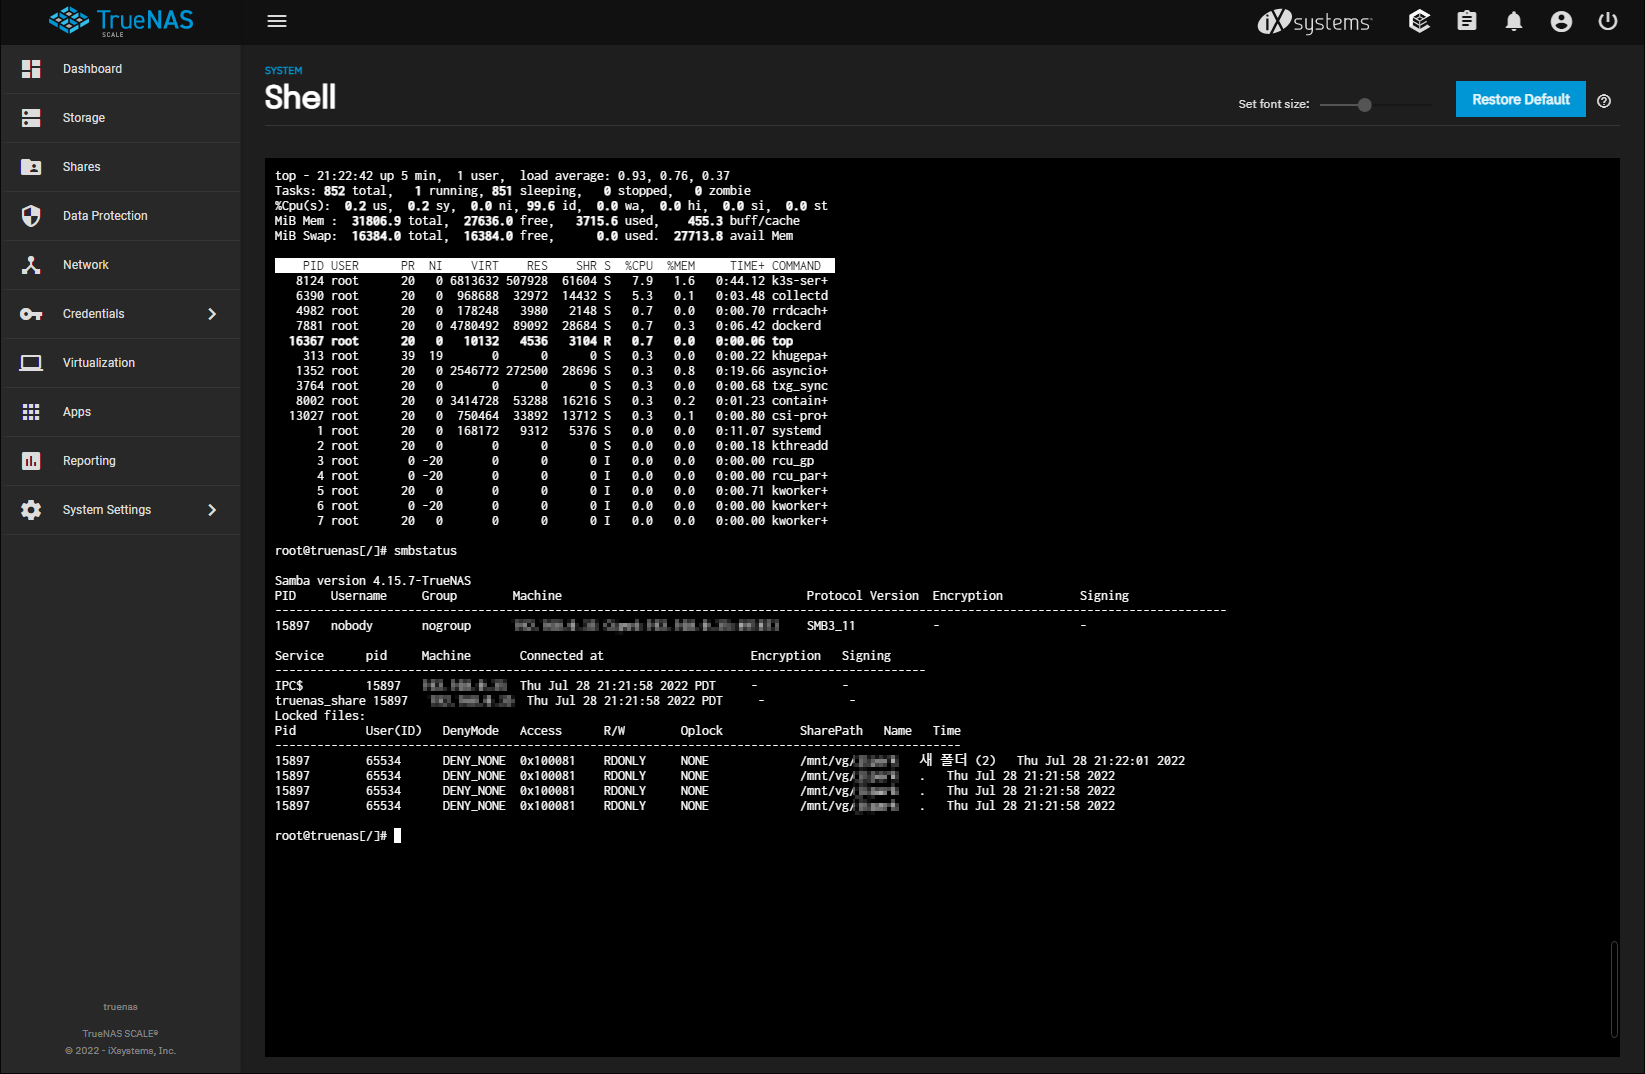 TrueNAS
SCALE
iXsystems
Dashboard
Storage
Shares
Data Protection
Network
Credentials
Virtualization
Apps
Reporting
System Settings
truenas
TrueNAS SCALE®
© 2022 - iXsystems, Inc.
SYSTEM
Shell
Set font size:
Restore Default
top - 21:22:42 up 5 min,  1 user,  load average: 0.93, 0.76, 0.37
Tasks: 852 total,   1 running, 851 sleeping,   0 stopped,   0 zombie
%Cpu(s):  0.2 us,  0.2 sy,  0.0 ni, 99.6 id,  0.0 wa,  0.0 hi,  0.0 si,  0.0 st
MiB Mem :  31806.9 total,  27636.0 free,   3715.6 used,    455.3 buff/cache
MiB Swap:  16384.0 total,  16384.0 free,      0.0 used.  27713.8 avail Mem
PID USER      PR  NI    VIRT    RES    SHR S  %CPU  %MEM     TIME+ COMMAND
8124 root      20   0 6813632 507928  61604 S   7.9   1.6   0:44.12 k3s-ser+
6390 root      20   0  968688  32972  14432 S   5.3   0.1   0:03.48 collectd
4982 root      20   0  178248   3980   2148 S   0.7   0.0   0:00.70 rrdcach+
7881 root      20   0 4780492  89092  28684 S   0.7   0.3   0:06.42 dockerd
16367 root      20   0   10132   4536   3104 R   0.7   0.0   0:00.06 top
313 root      39  19       0      0      0 S   0.3   0.0   0:00.22 khugepa+
1352 root      20   0 2546772 272500  28696 S   0.3   0.8   0:19.66 asyncio+
3764 root      20   0       0      0      0 S   0.3   0.0   0:00.68 txg_sync
8002 root      20   0 3414728  53288  16216 S   0.3   0.2   0:01.23 contain+
13027 root      20   0  750464  33892  13712 S   0.3   0.1   0:00.80 csi-pro+
1 root      20   0  168172   9312   5376 S   0.0   0.0   0:11.07 systemd
2 root      20   0       0      0      0 S   0.0   0.0   0:00.18 kthreadd
3 root       0 -20       0      0      0 I   0.0   0.0   0:00.00 rcu_gp
4 root       0 -20       0      0      0 I   0.0   0.0   0:00.00 rcu_par+
5 root      20   0       0      0      0 I   0.0   0.0   0:00.71 kworker+
6 root       0 -20       0      0      0 I   0.0   0.0   0:00.00 kworker+
7 root      20   0       0      0      0 I   0.0   0.0   0:00.00 kworker+
root@truenas[/]# smbstatus
Samba version 4.15.7-TrueNAS
PID     Username     Group        Machine                                   Protocol Version  Encryption           Signing
----------------------------------------------------------------------------------------------------------------------------------------
15897   nobody       nogroup      SMB3_11           -                    -
Service      pid     Machine       Connected at                     Encryption   Signing
---------------------------------------------------------------------------------------------
IPC$         15897   Thu Jul 28 21:21:58 2022 PDT     -            -
truenas_share 15897   Thu Jul 28 21:21:58 2022 PDT     -            -
Locked files:
Pid          User(ID)   DenyMode   Access      R/W        Oplock           SharePath   Name   Time
--------------------------------------------------------------------------------------------------
15897        65534      DENY_NONE  0x100081    RDONLY     NONE             /mnt/vg/   새 폴더 (2)   Thu Jul 28 21:22:01 2022
15897        65534      DENY_NONE  0x100081    RDONLY     NONE             /mnt/vg/   .   Thu Jul 28 21:21:58 2022
15897        65534      DENY_NONE  0x100081    RDONLY     NONE             /mnt/vg/   .   Thu Jul 28 21:21:58 2022
15897        65534      DENY_NONE  0x100081    RDONLY     NONE             /mnt/vg/   .   Thu Jul 28 21:21:58 2022
root@truenas[/]#